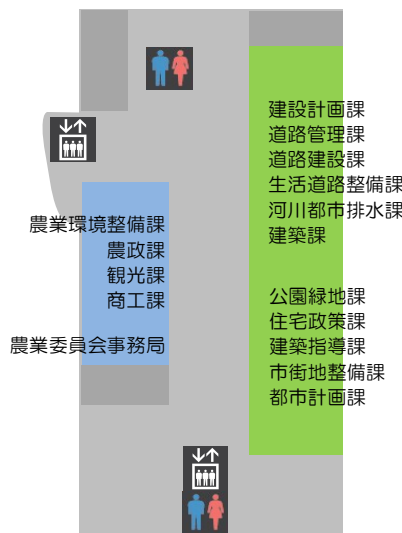 建設計画課
道路管理課
道路建設課
生活道路整備課
河川都市排水課
建築課
公園緑地課
住宅政策課
建築指導課
市街地整備課
都市計画課
農業環境整備課
農政課
観光課
商工課
農業委員会事務局